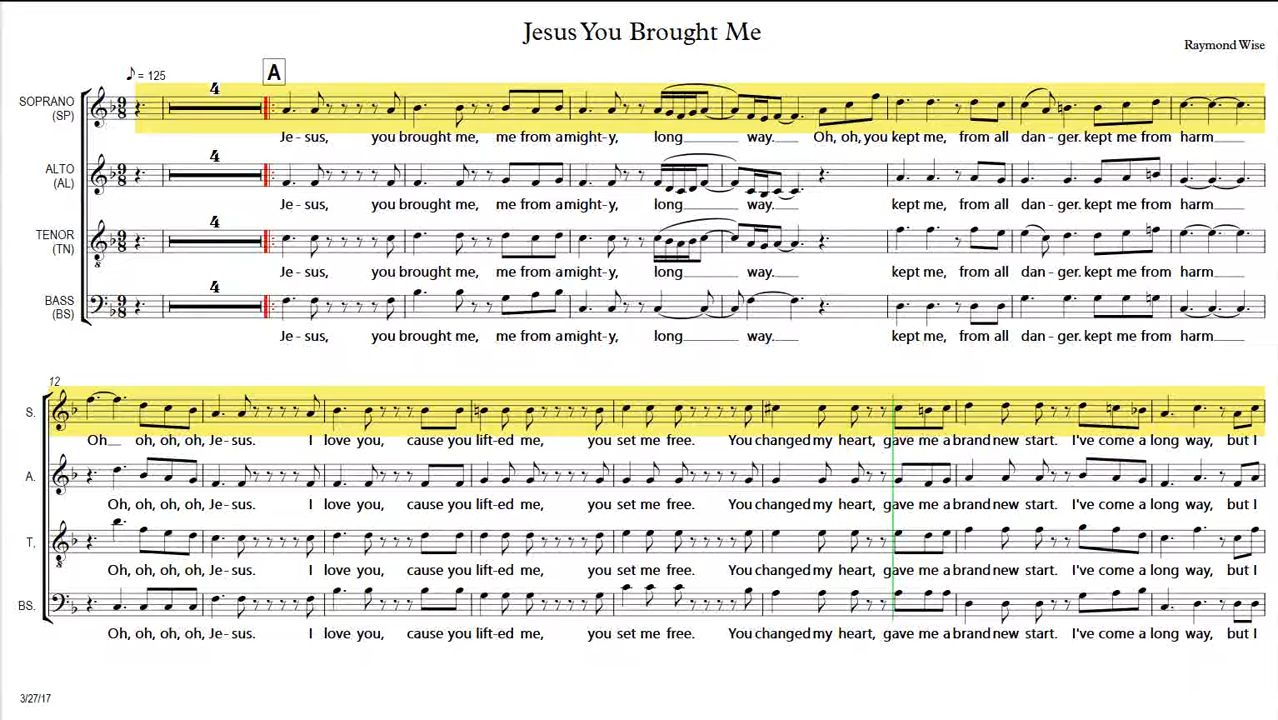 Jesus You Brought Me
Raymond Wise
♪ = 125
A
SOPRANO
(SP)
4
Je - sus, you brought me, me from a might-y, long way. Oh, oh, you kept me, from all dan - ger. kept me from harm
ALTO
(AL)
4
Je - sus, you brought me, me from a might-y, long way. kept me, from all dan - ger. kept me from harm
TENOR
(TN)
4
Je - sus, you brought me, me from a might-y, long way. kept me, from all dan - ger. kept me from harm
BASS
(BS)
4
Je - sus, you brought me, me from a might-y, long way. kept me, from all dan - ger. kept me from harm
12
S.
Oh oh, oh, oh, Je - sus. I love you, cause you lift-ed me, you set me free. You changed my heart, gave me a brand new start. I've come a long way, but I
A.
Oh, oh, oh, oh, Je - sus. I love you, cause you lift-ed me, you set me free. You changed my heart, gave me a brand new start. I've come a long way, but I
T,
Oh, oh, oh, oh, Je - sus. I love you, cause you lift-ed me, you set me free. You changed my heart, gave me a brand new start. I've come a long way, but I
BS.
Oh, oh, oh, oh, Je - sus. I love you, cause you lift-ed me, you set me free. You changed my heart, gave me a brand new start. I've come a long way, but I
3/27/17